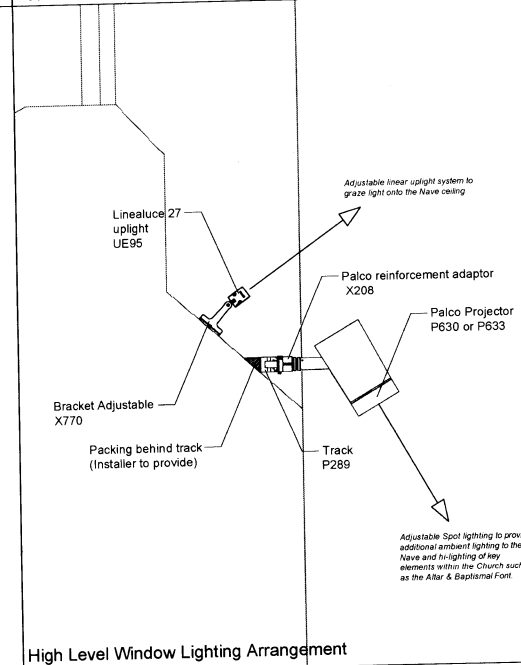 Adjustable linear uplight system to
graze light onto the Nave ceiling
Linealuce 27
uplight
UE95
Palco reinforcement adaptor
X208
Palco Projector
P630 or P633
Bracket Adjustable
X770
Packing behind track
(Installer to provide)
Track
P289
Adjustable Spot ligthting to provi
additional ambient lighting to the
Nave and hi-lighting of key
elements within the Church such
as the Altar & Baptismal Font.
High Level Window Lighting Arrangement